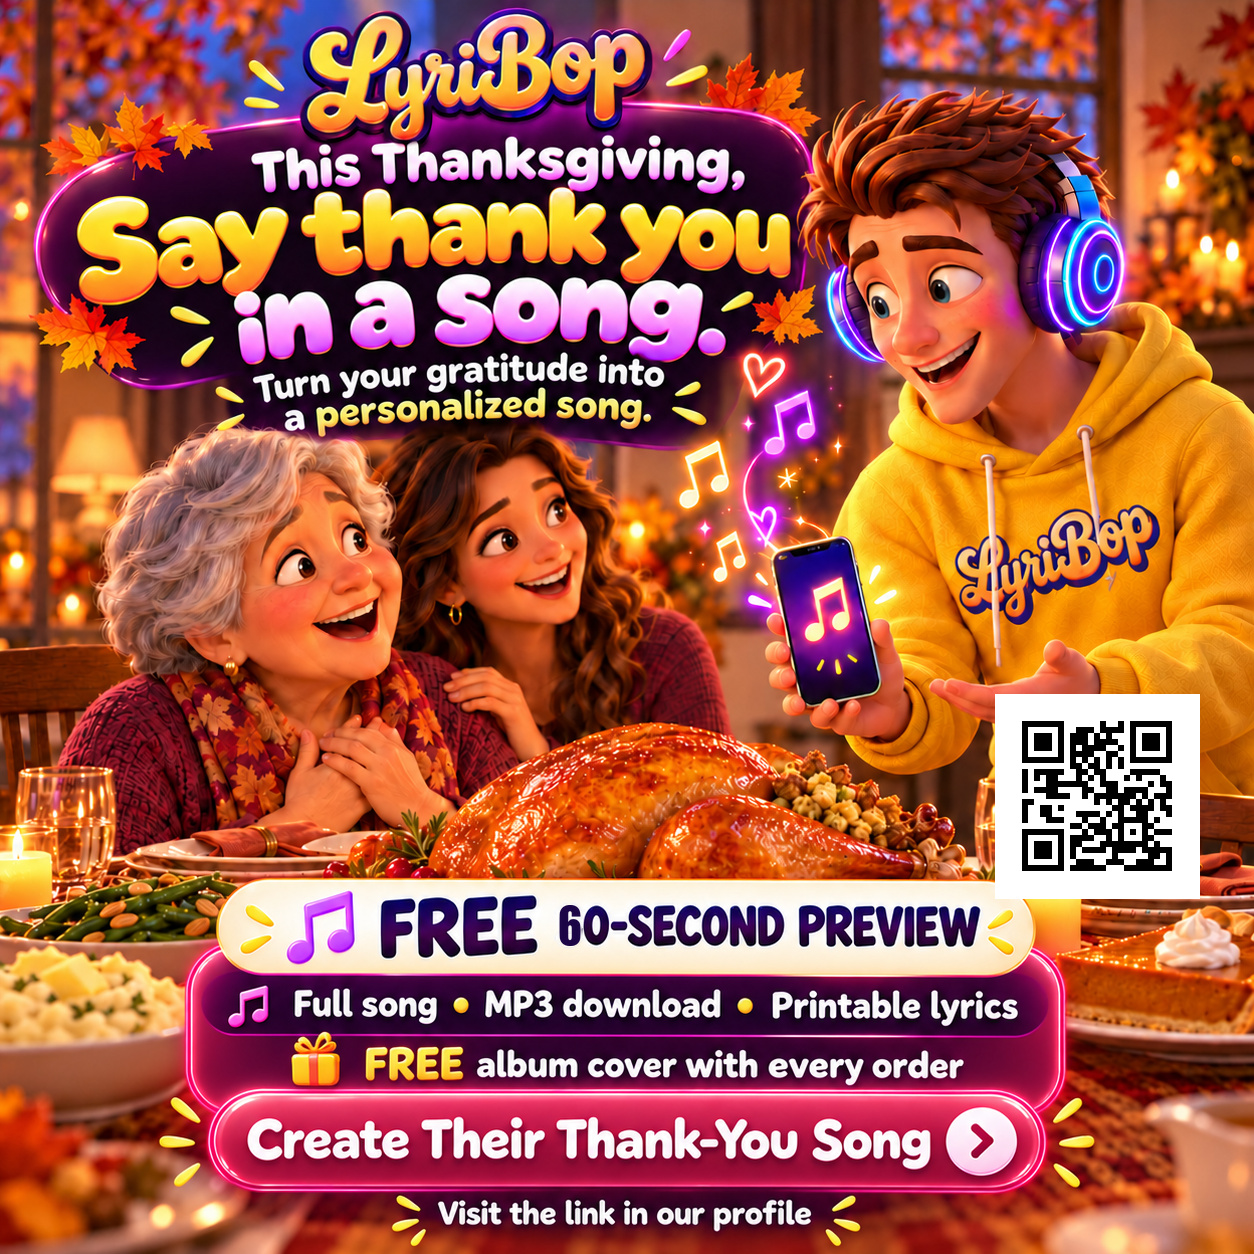 LyriBop
This Thanksgiving,
Say thank you
in a song.
Turn your gratitude into
a personalized song.
LyriBop
FREE 60-SECOND PREVIEW
Full song • MP3 download • Printable lyrics
FREE album cover with every order
Create Their Thank-You Song
Visit the link in our profile